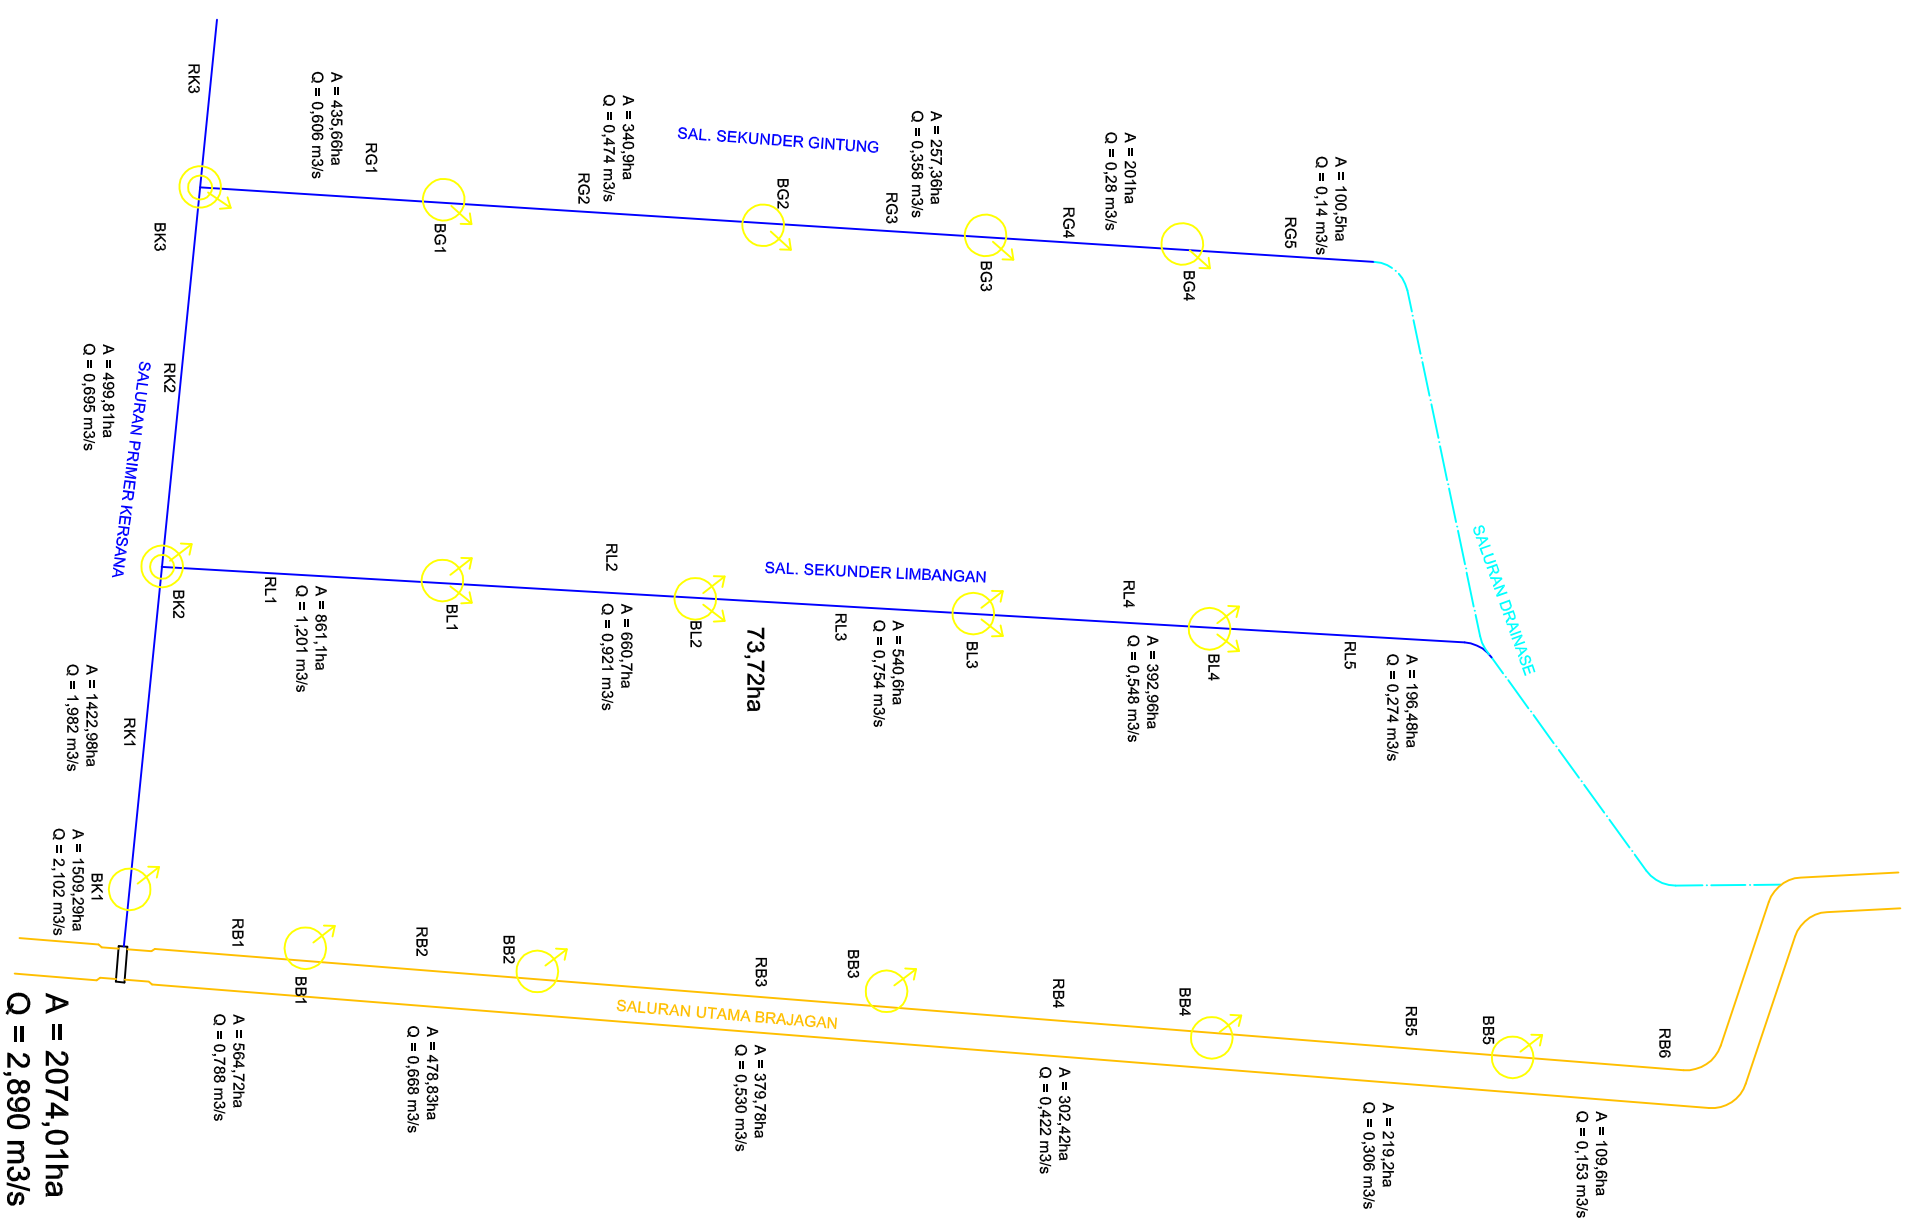 RK3
A = 435,66ha
Q = 0,606 m3/s
RG1
BK3
BG1
A = 340,9ha
Q = 0,474 m3/s
RG2
SAL. SEKUNDER GINTUNG
BG2
A = 257,36ha
Q = 0,358 m3/s
RG3
BG3
A = 201ha
Q = 0,28 m3/s
RG4
BG4
A = 100,5ha
Q = 0,14 m3/s
RG5
SALURAN DRAINASE
RK2
SALURAN PRIMER KERSANA
A = 499,81ha
Q = 0,695 m3/s
BK2
RL1
A = 861,1ha
Q = 1,201 m3/s
BL1
RL2
A = 660,7ha
Q = 0,921 m3/s
BL2
73,72ha
SAL. SEKUNDER LIMBANGAN
RL3
A = 540,6ha
Q = 0,754 m3/s
BL3
RL4
A = 392,96ha
Q = 0,548 m3/s
BL4
RL5
A = 196,48ha
Q = 0,274 m3/s
RK1
A = 1422,98ha
Q = 1,982 m3/s
BK1
A = 1509,29ha
Q = 2,102 m3/s
RB1
BB1
A = 564,72ha
Q = 0,788 m3/s
RB2
A = 478,83ha
Q = 0,668 m3/s
BB2
SALURAN UTAMA BRAJAGAN
RB3
A = 379,78ha
Q = 0,530 m3/s
BB3
RB4
A = 302,42ha
Q = 0,422 m3/s
BB4
RB5
A = 219,2ha
Q = 0,306 m3/s
BB5
RB6
A = 109,6ha
Q = 0,153 m3/s
A = 2074,01ha
Q = 2,890 m3/s